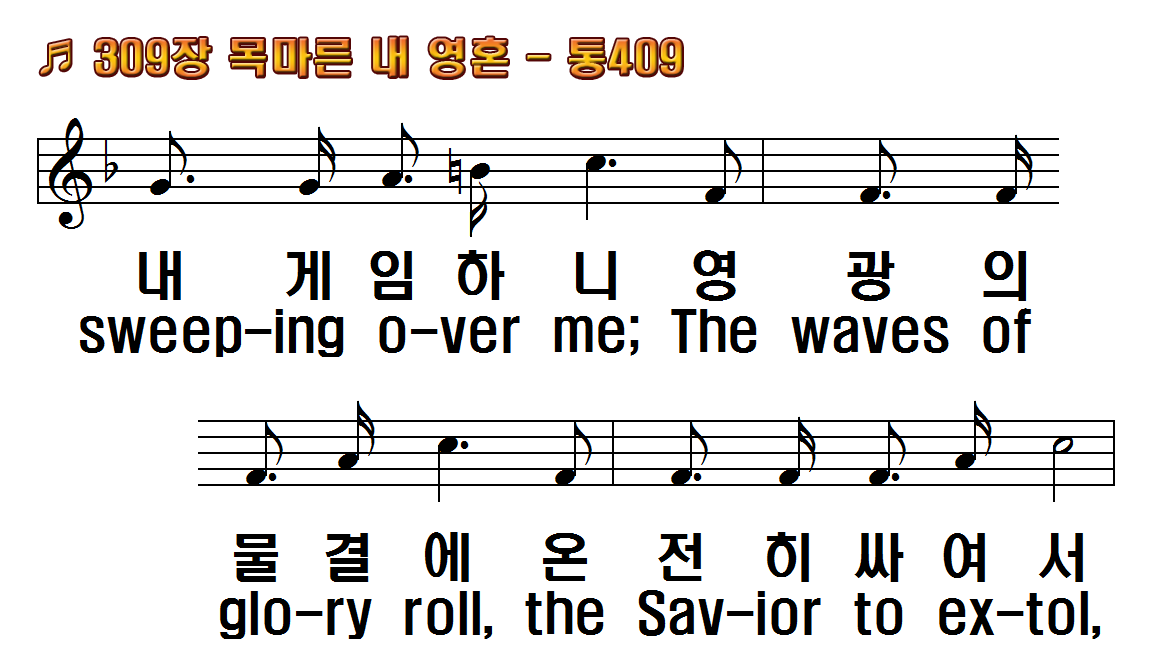 ♬ 309장 목마른 내 영혼 - 통409
내 게 임 하 니 영 광 의
sweep-ing o-ver me; The waves of
물 결 에 온 전 히 싸 여 서
glo-ry roll, the Sav-ior to ex-tol,